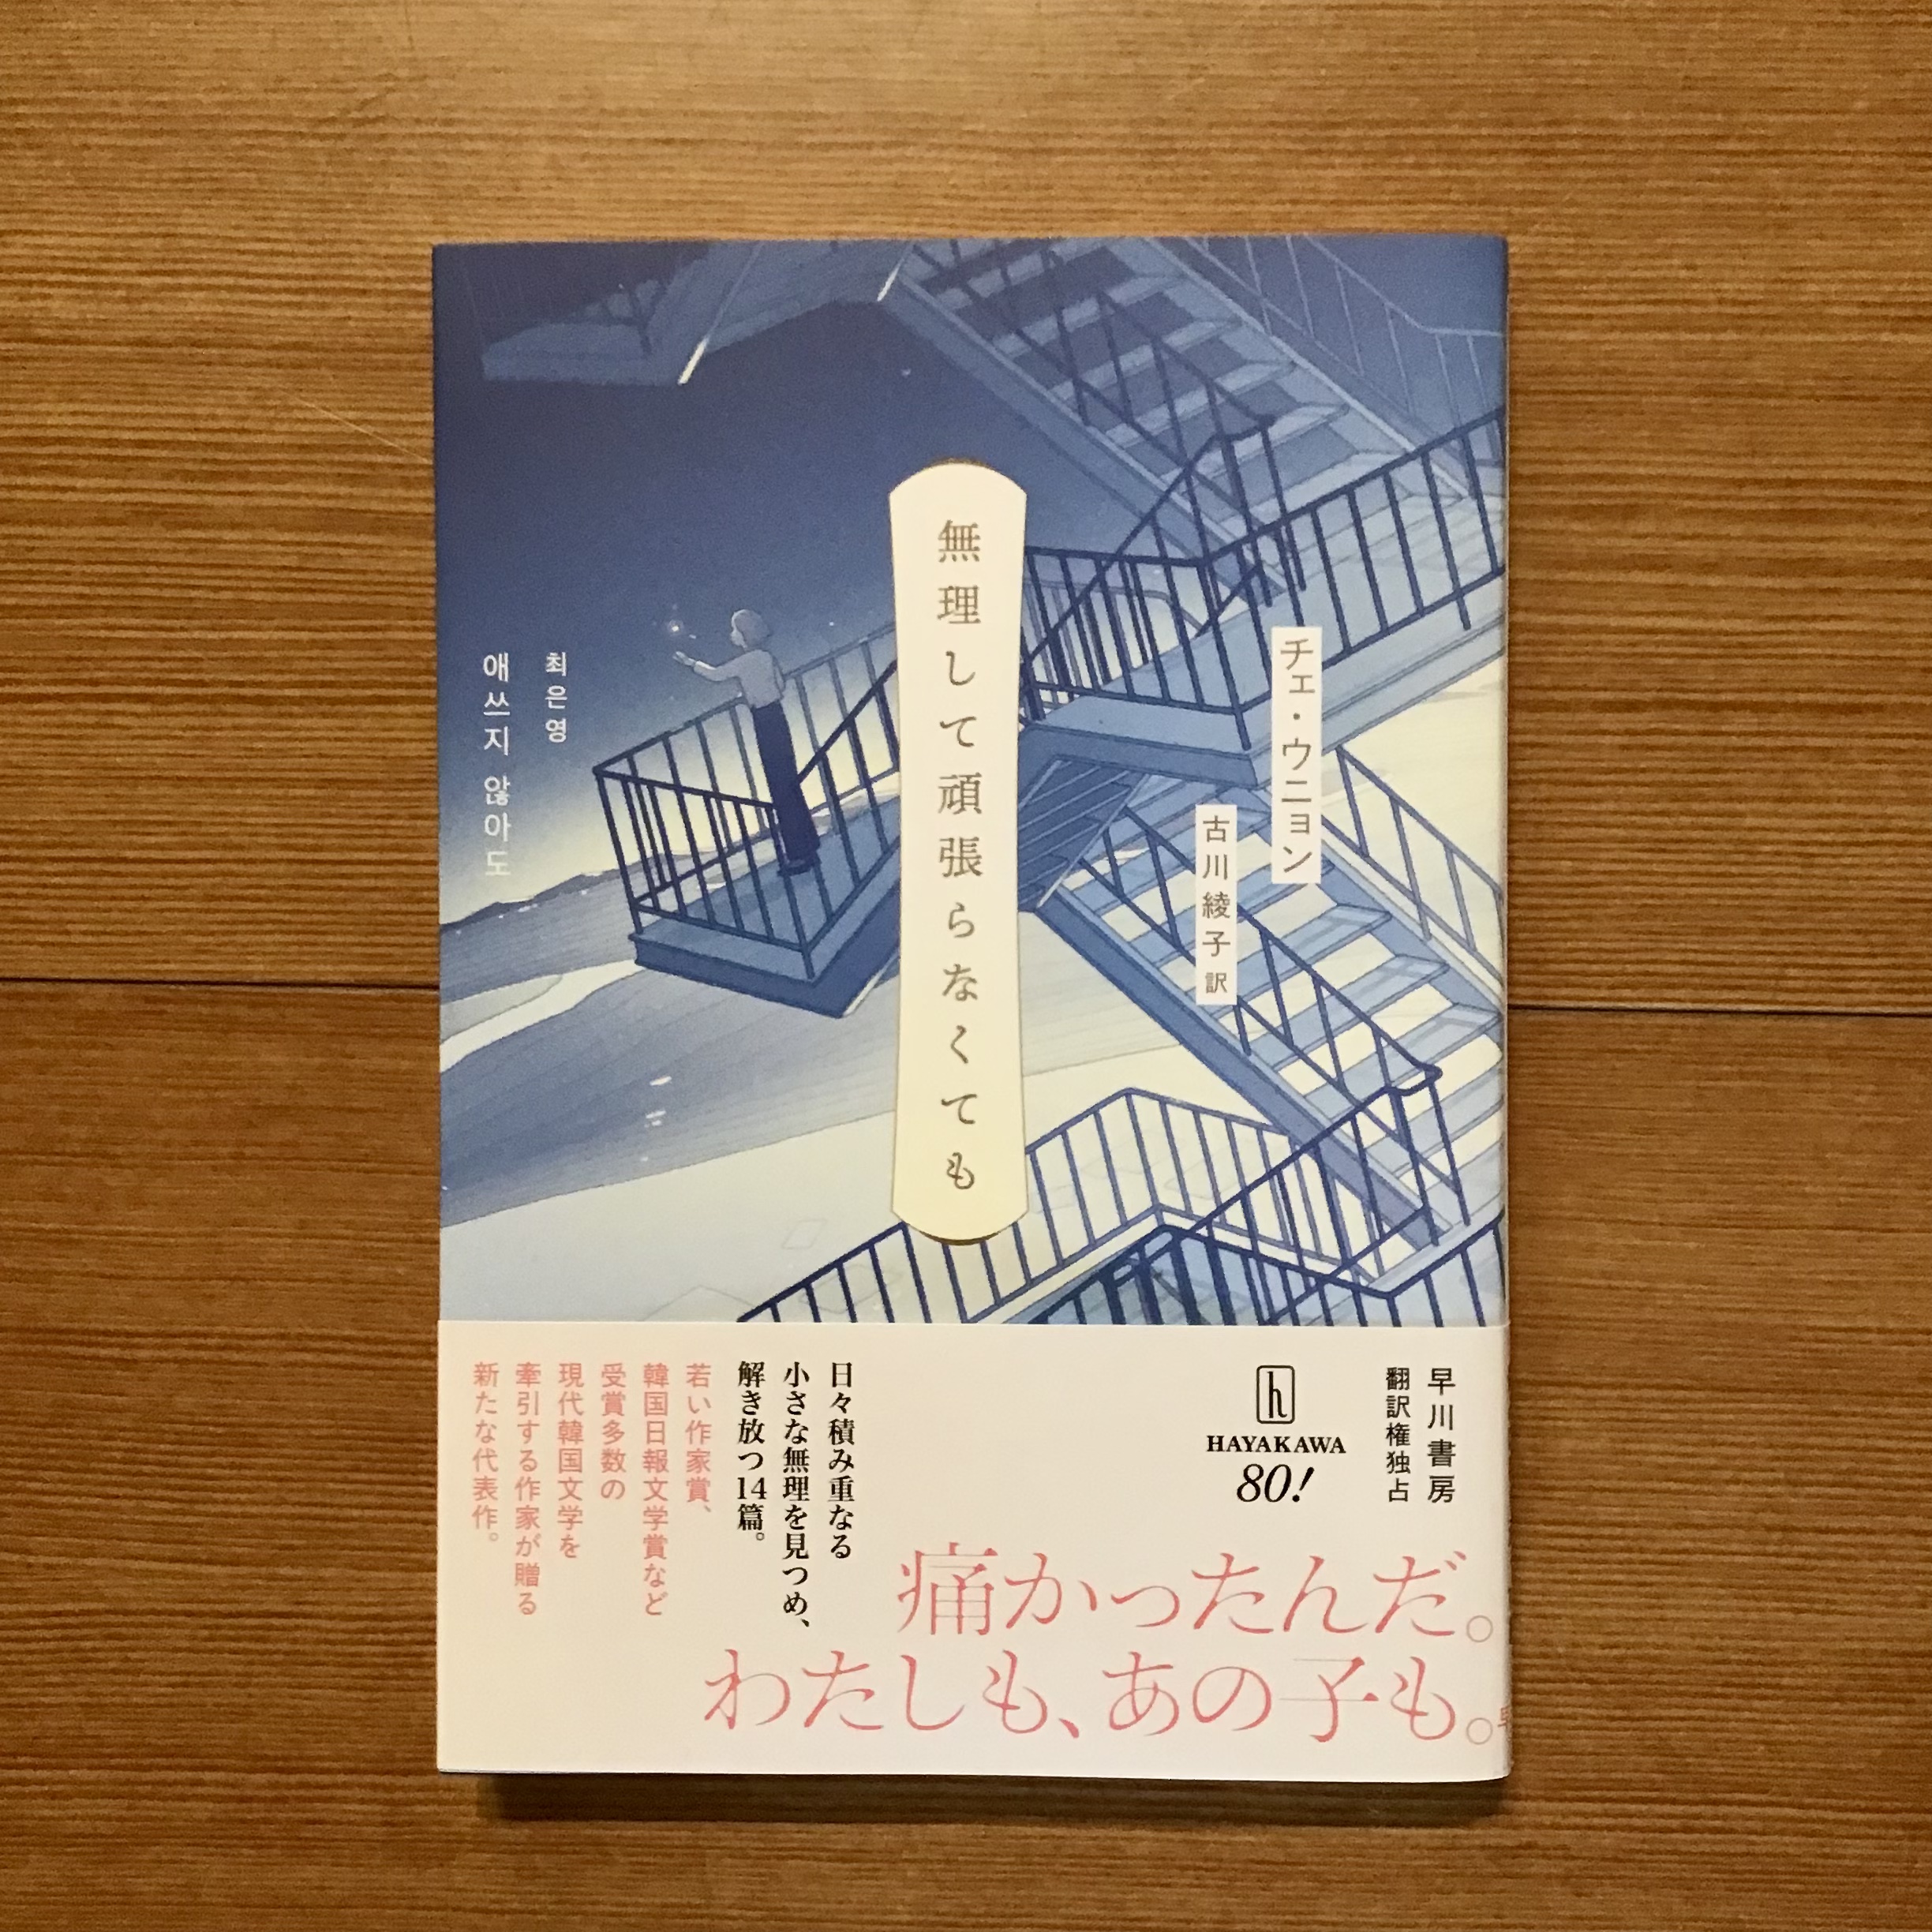 無理して頑張らなくても
チェ・ウニョン
古川綾子 訳
최은영
애쓰지 않아도
早川書房
翻訳権独占
h
HAYAKAWA
80!
痛かったんだ。
わたしも、あの子も。
日々積み重なる
小さな無理を見つめ、
解き放つ14篇。
若い作家賞、
韓国日報文学賞など
受賞多数の
現代韓国文学を
牽引する作家が贈る
新たな代表作。